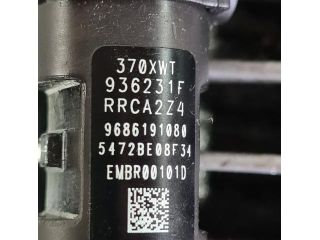 370XWT
936231F
RRCA2Z4
9686191080
5472BE08F34
EMBR00101D